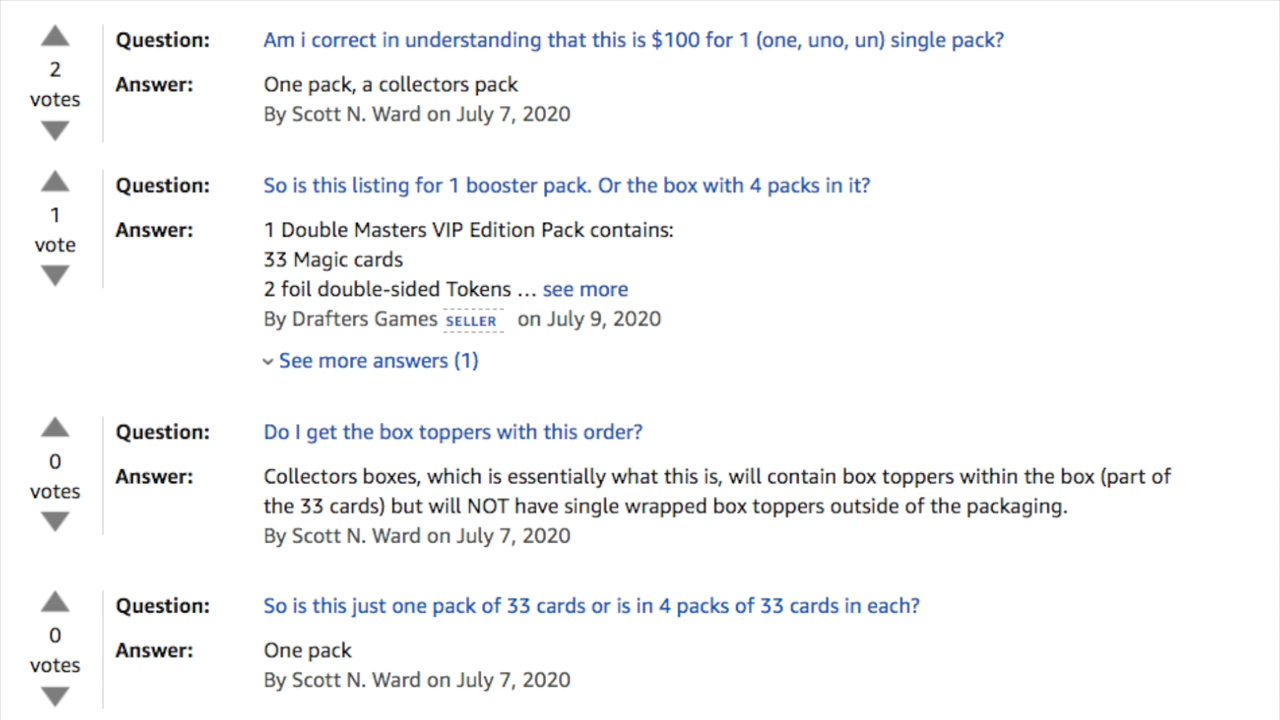 Question: Am i correct in understanding that this is $100 for 1 (one, uno, un) single pack?
2
votes
Answer: One pack, a collectors pack
By Scott N. Ward on July 7, 2020
Question: So is this listing for 1 booster pack. Or the box with 4 packs in it?
1
vote
Answer: 1 Double Masters VIP Edition Pack contains:
33 Magic cards
2 foil double-sided Tokens … see more
By Drafters Games SELLER on July 9, 2020
See more answers (1)
Question: Do I get the box toppers with this order?
0
votes
Answer: Collectors boxes, which is essentially what this is, will contain box toppers within the box (part of
the 33 cards) but will NOT have single wrapped box toppers outside of the packaging.
By Scott N. Ward on July 7, 2020
Question: So is this just one pack of 33 cards or is in 4 packs of 33 cards in each?
0
votes
Answer: One pack
By Scott N. Ward on July 7, 2020